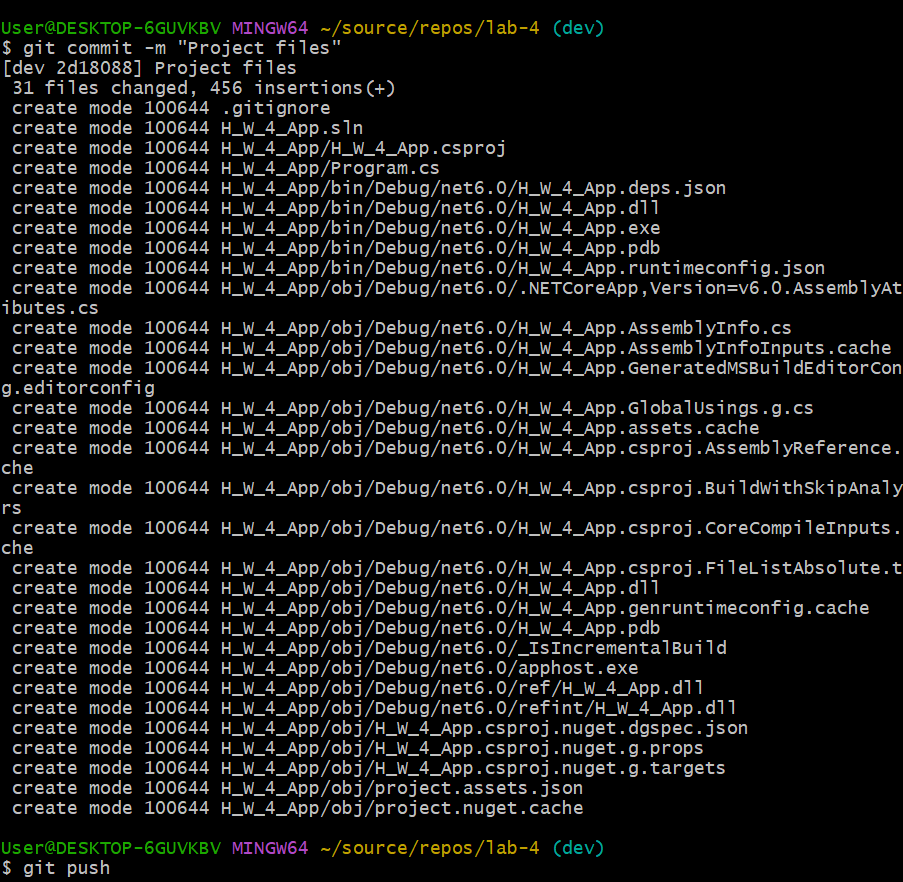 User@DESKTOP-6GUVKBV MINGW64 ~/source/repos/lab-4 (dev)
$ git commit -m "Project files"
[dev 2d18088] Project files
 31 files changed, 456 insertions(+)
 create mode 100644 .gitignore
 create mode 100644 H_W_4_App.sln
 create mode 100644 H_W_4_App/H_W_4_App.csproj
 create mode 100644 H_W_4_App/Program.cs
 create mode 100644 H_W_4_App/bin/Debug/net6.0/H_W_4_App.deps.json
 create mode 100644 H_W_4_App/bin/Debug/net6.0/H_W_4_App.dll
 create mode 100644 H_W_4_App/bin/Debug/net6.0/H_W_4_App.exe
 create mode 100644 H_W_4_App/bin/Debug/net6.0/H_W_4_App.pdb
 create mode 100644 H_W_4_App/bin/Debug/net6.0/H_W_4_App.runtimeconfig.json
 create mode 100644 H_W_4_App/obj/Debug/net6.0/.NETCoreApp,Version=v6.0.AssemblyAt
ibutes.cs
 create mode 100644 H_W_4_App/obj/Debug/net6.0/H_W_4_App.AssemblyInfo.cs
 create mode 100644 H_W_4_App/obj/Debug/net6.0/H_W_4_App.AssemblyInfoInputs.cache
 create mode 100644 H_W_4_App/obj/Debug/net6.0/H_W_4_App.GeneratedMSBuildEditorCon
g.editorconfig
 create mode 100644 H_W_4_App/obj/Debug/net6.0/H_W_4_App.GlobalUsings.g.cs
 create mode 100644 H_W_4_App/obj/Debug/net6.0/H_W_4_App.assets.cache
 create mode 100644 H_W_4_App/obj/Debug/net6.0/H_W_4_App.csproj.AssemblyReference.
che
 create mode 100644 H_W_4_App/obj/Debug/net6.0/H_W_4_App.csproj.BuildWithSkipAnaly
rs
 create mode 100644 H_W_4_App/obj/Debug/net6.0/H_W_4_App.csproj.CoreCompileInputs.
che
 create mode 100644 H_W_4_App/obj/Debug/net6.0/H_W_4_App.csproj.FileListAbsolute.t
 create mode 100644 H_W_4_App/obj/Debug/net6.0/H_W_4_App.dll
 create mode 100644 H_W_4_App/obj/Debug/net6.0/H_W_4_App.genruntimeconfig.cache
 create mode 100644 H_W_4_App/obj/Debug/net6.0/H_W_4_App.pdb
 create mode 100644 H_W_4_App/obj/Debug/net6.0/_IsIncrementalBuild
 create mode 100644 H_W_4_App/obj/Debug/net6.0/apphost.exe
 create mode 100644 H_W_4_App/obj/Debug/net6.0/ref/H_W_4_App.dll
 create mode 100644 H_W_4_App/obj/Debug/net6.0/refint/H_W_4_App.dll
 create mode 100644 H_W_4_App/obj/H_W_4_App.csproj.nuget.dgspec.json
 create mode 100644 H_W_4_App/obj/H_W_4_App.csproj.nuget.g.props
 create mode 100644 H_W_4_App/obj/H_W_4_App.csproj.nuget.g.targets
 create mode 100644 H_W_4_App/obj/project.assets.json
 create mode 100644 H_W_4_App/obj/project.nuget.cache
User@DESKTOP-6GUVKBV MINGW64 ~/source/repos/lab-4 (dev)
$ git push